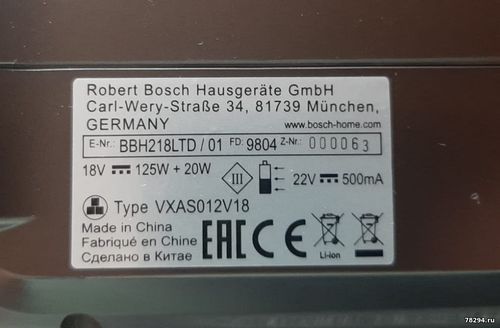 Robert Bosch Hausgeräte GmbH
Carl-Wery-Straße 34, 81739 München,
GERMANY www.bosch-home.com
E-Nr.: BBH218LTD / 01 FD: 9804 Z-Nr.: 000063
18V 125W + 20W III 22V 500mA
Type VXAS012V18
Made in China
Fabriqué en Chine
Сделано в Китае
EAC CE Li-ion
78294.ru